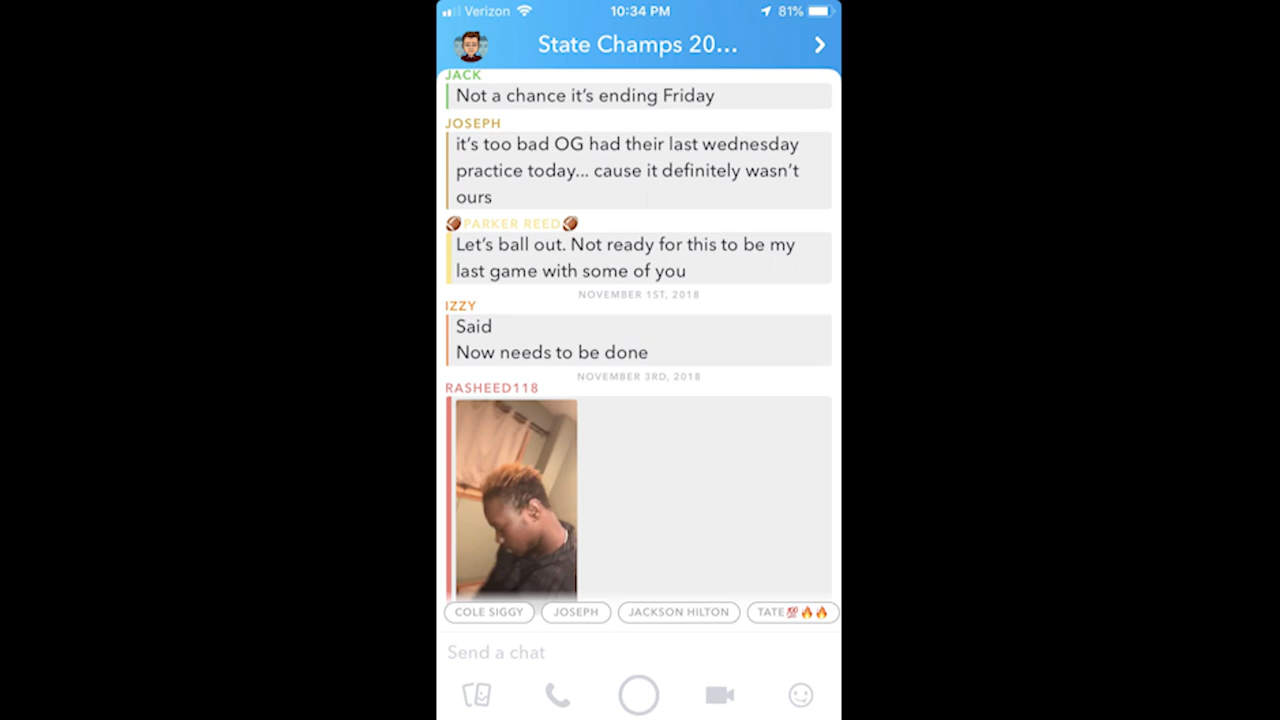 Verizon 10:34 PM 81%
State Champs 20...
JACK
Not a chance it's ending Friday
JOSEPH
it's too bad OG had their last wednesday
practice today... cause it definitely wasn't
ours
🏈PARKER REED🏈
Let's ball out. Not ready for this to be my
last game with some of you
NOVEMBER 1ST, 2018
IZZY
Said
Now needs to be done
NOVEMBER 3RD, 2018
RASHEED118
COLE SIGGY JOSEPH JACKSON HILTON TATE💯🔥🔥
Send a chat